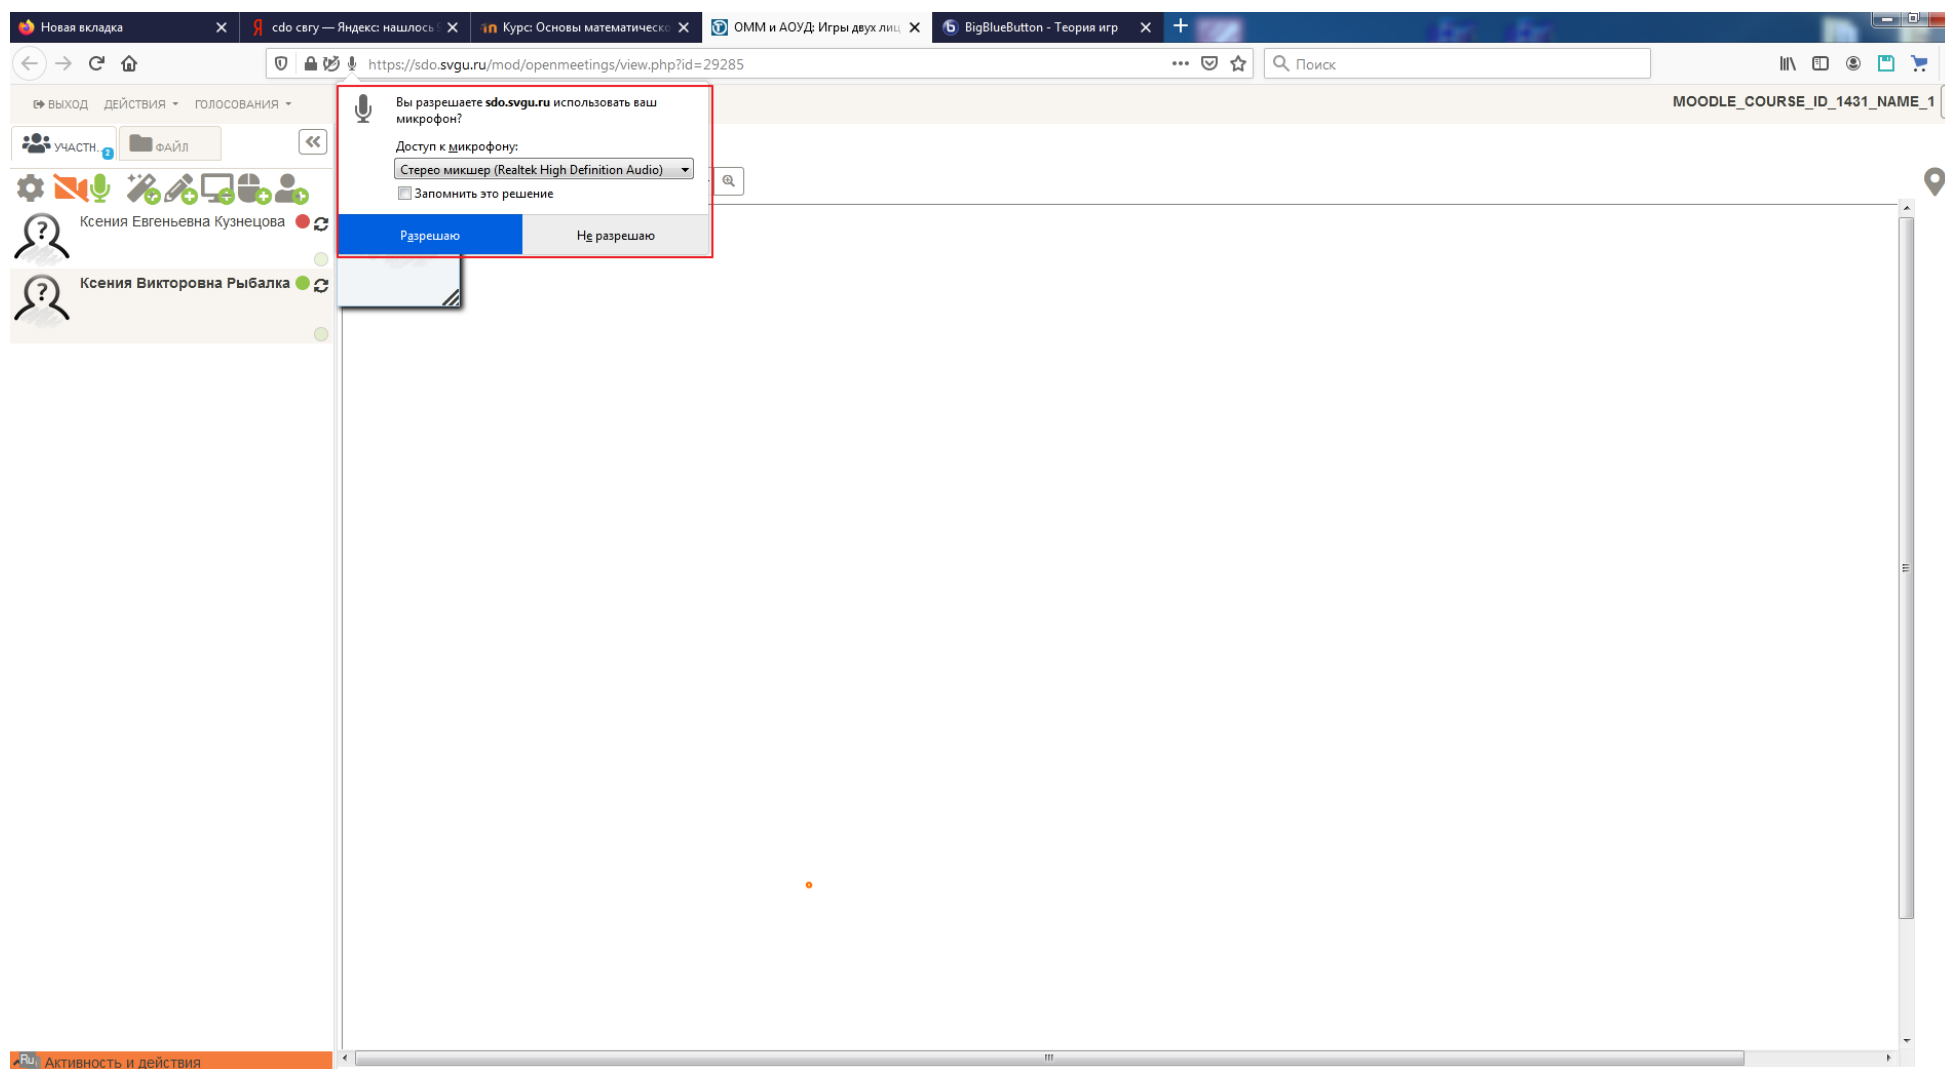 Новая вкладка
cdo свгу — Яндекс: нашлось
Курс: Основы математическо
ОММ и АОУД: Игры двух лиц
BigBlueButton - Теория игр
https://sdo.svgu.ru/mod/openmeetings/view.php?id=29285
Поиск
ВЫХОД ДЕЙСТВИЯ ГОЛОСОВАНИЯ
MOODLE_COURSE_ID_1431_NAME_1
Вы разрешаете sdo.svgu.ru использовать ваш
микрофон?
Доступ к микрофону:
Стерео микшер (Realtek High Definition Audio)
Запомнить это решение
Разрешаю
Не разрешаю
УЧАСТН... 2
ФАЙЛ
Ксения Евгеньевна Кузнецова
Ксения Викторовна Рыбалка
Ru
Активность и действия